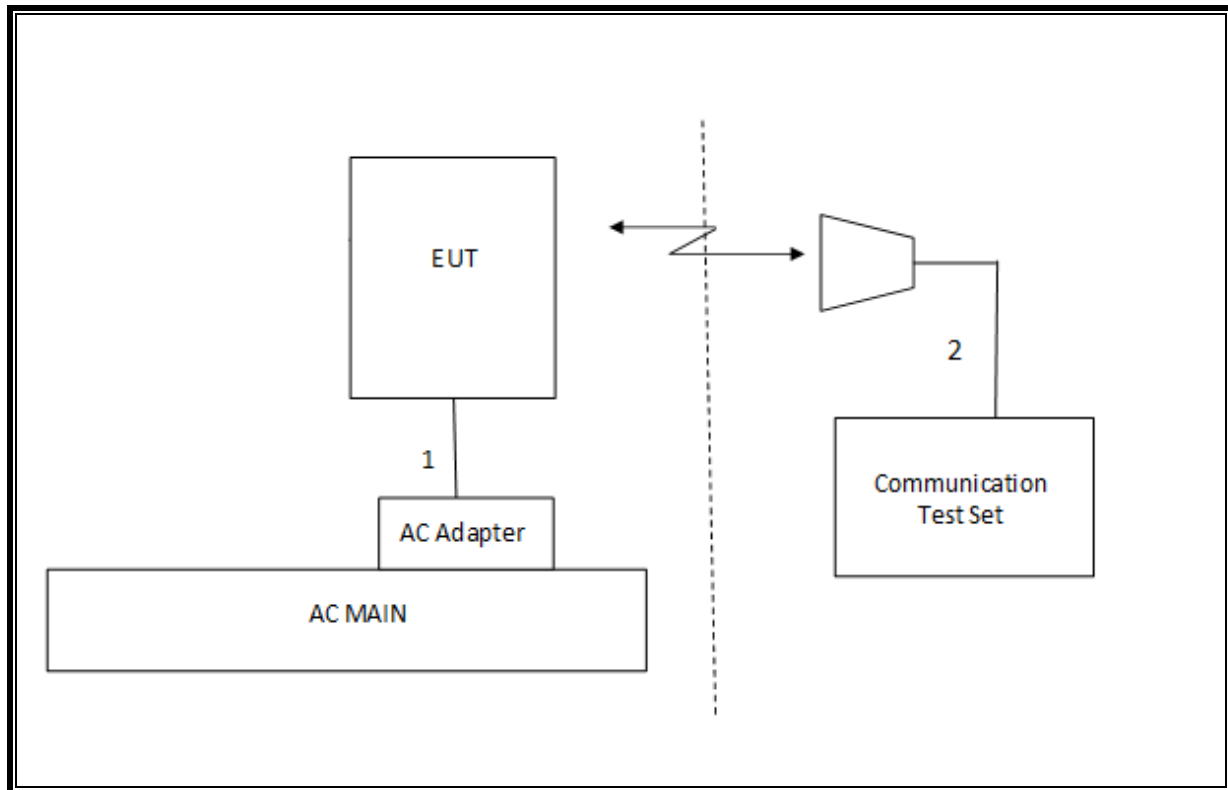 EUT
2
1
Communication
Test Set
AC Adapter
AC MAIN